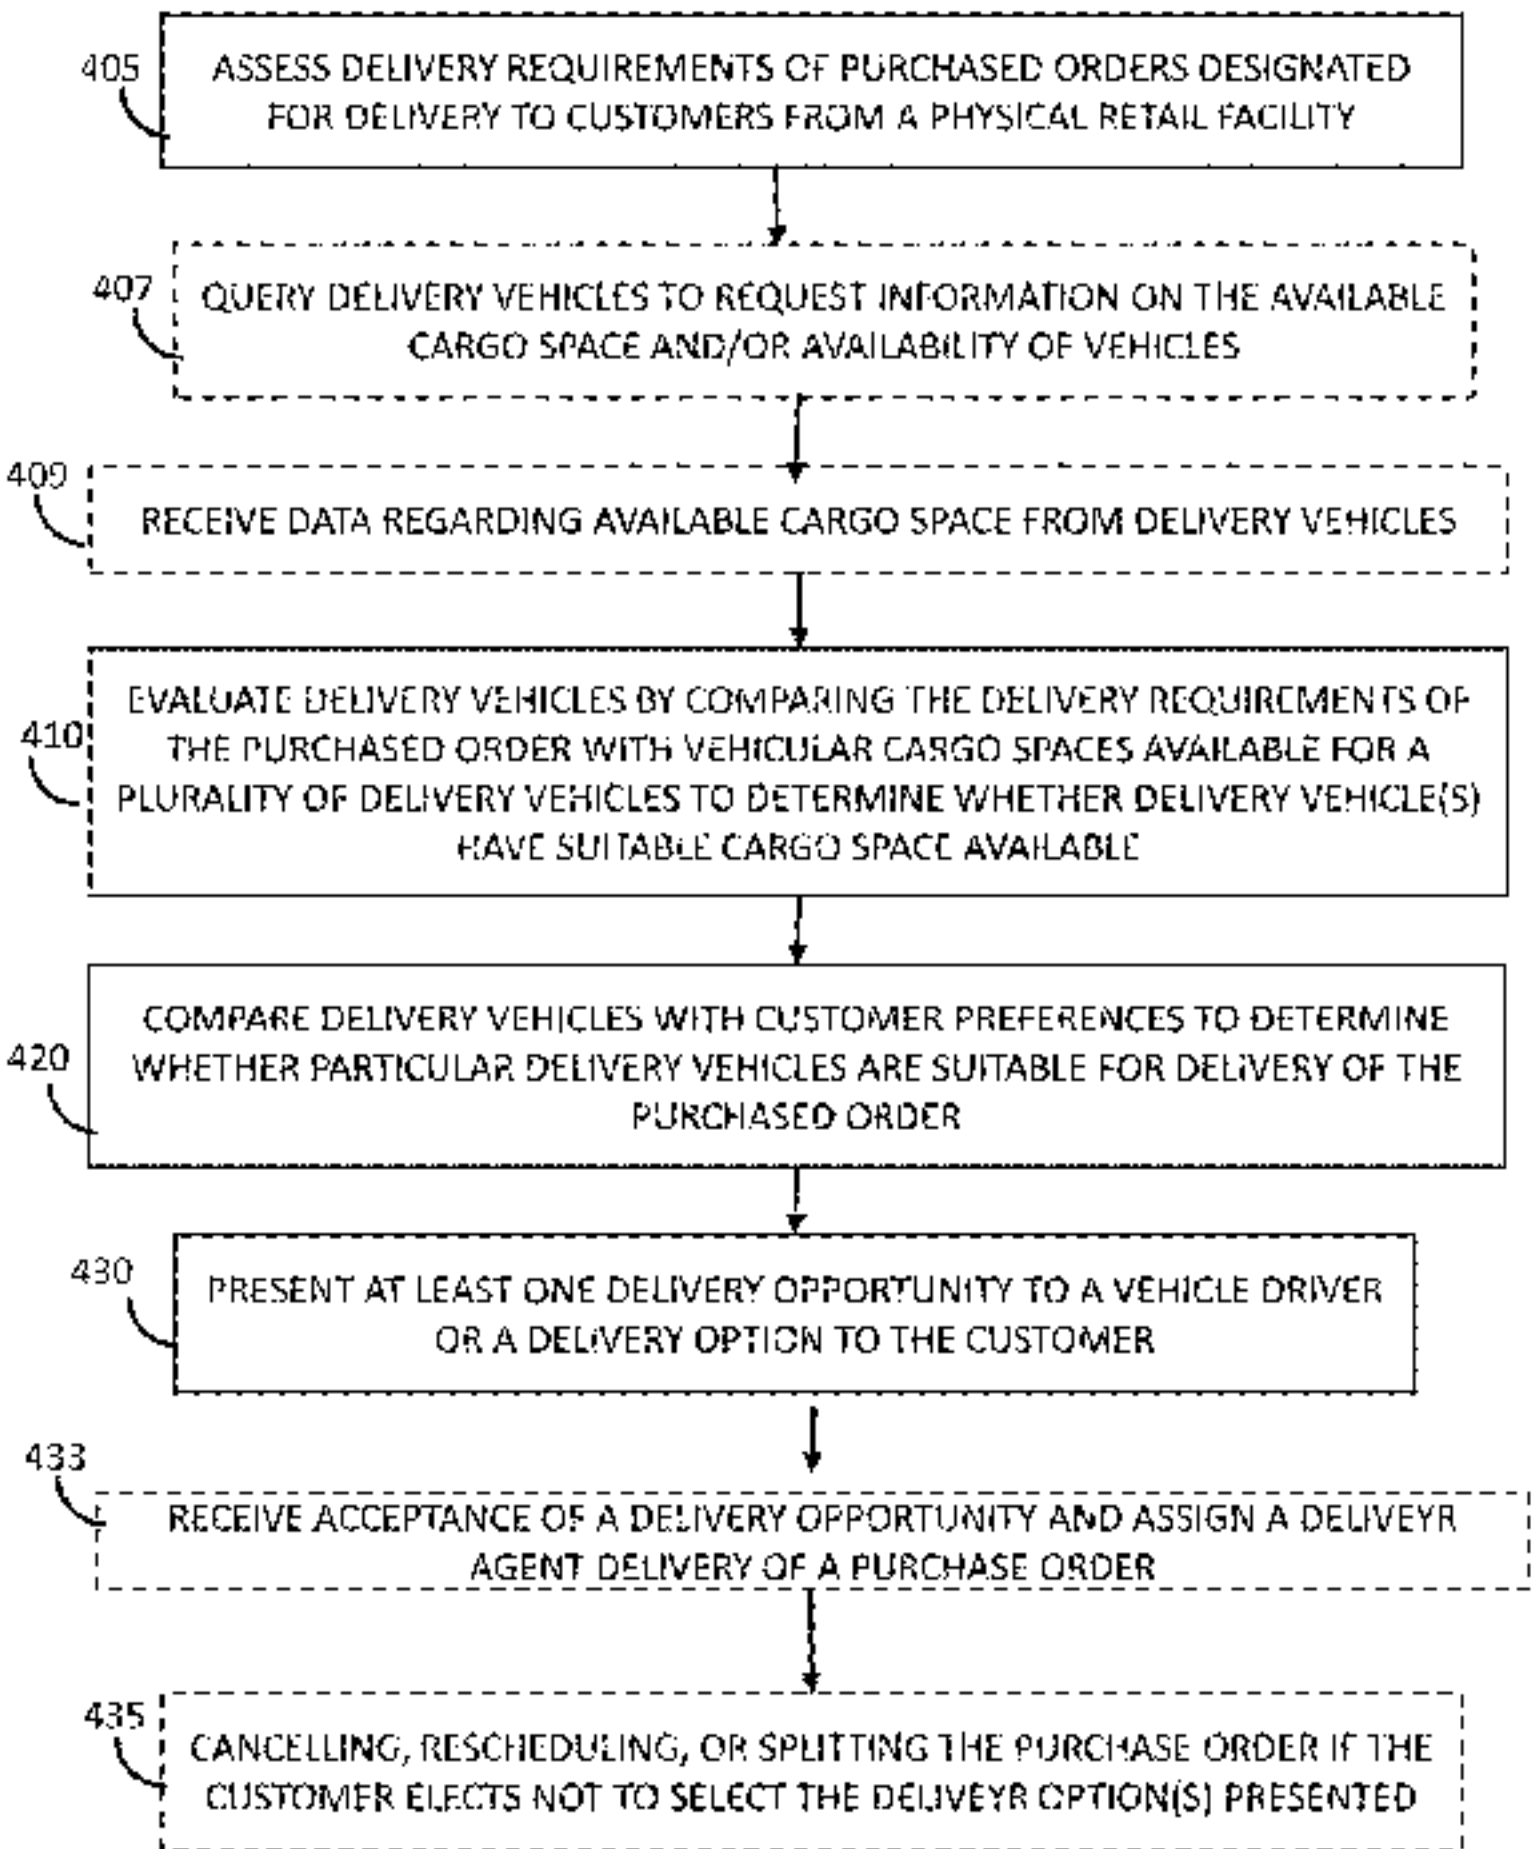 405
ASSESS DELIVERY REQUIREMENTS OF PURCHASED ORDERS DESIGNATED
FOR DELIVERY TO CUSTOMERS FROM A PHYSICAL RETAIL FACILITY
407
QUERY DELIVERY VEHICLES TO REQUEST INFORMATION ON THE AVAILABLE
CARGO SPACE AND/OR AVAILABILITY OF VEHICLES
409
RECEIVE DATA REGARDING AVAILABLE CARGO SPACE FROM DELIVERY VEHICLES
410
EVALUATE DELIVERY VEHICLES BY COMPARING THE DELIVERY REQUIREMENTS OF
THE PURCHASED ORDER WITH VEHICULAR CARGO SPACES AVAILABLE FOR A
PLURALITY OF DELIVERY VEHICLES TO DETERMINE WHETHER DELIVERY VEHICLE(S)
HAVE SUITABLE CARGO SPACE AVAILABLE
420
COMPARE DELIVERY VEHICLES WITH CUSTOMER PREFERENCES TO DETERMINE
WHETHER PARTICULAR DELIVERY VEHICLES ARE SUITABLE FOR DELIVERY OF THE
PURCHASED ORDER
430
PRESENT AT LEAST ONE DELIVERY OPPORTUNITY TO A VEHICLE DRIVER
OR A DELIVERY OPTION TO THE CUSTOMER
433
RECEIVE ACCEPTANCE OF A DELIVERY OPPORTUNITY AND ASSIGN A DELIVEYR
AGENT DELIVERY OF A PURCHASE ORDER
435
CANCELLING, RESCHEDULING, OR SPLITTING THE PURCHASE ORDER IF THE
CUSTOMER ELECTS NOT TO SELECT THE DELIVEYR OPTION(S) PRESENTED